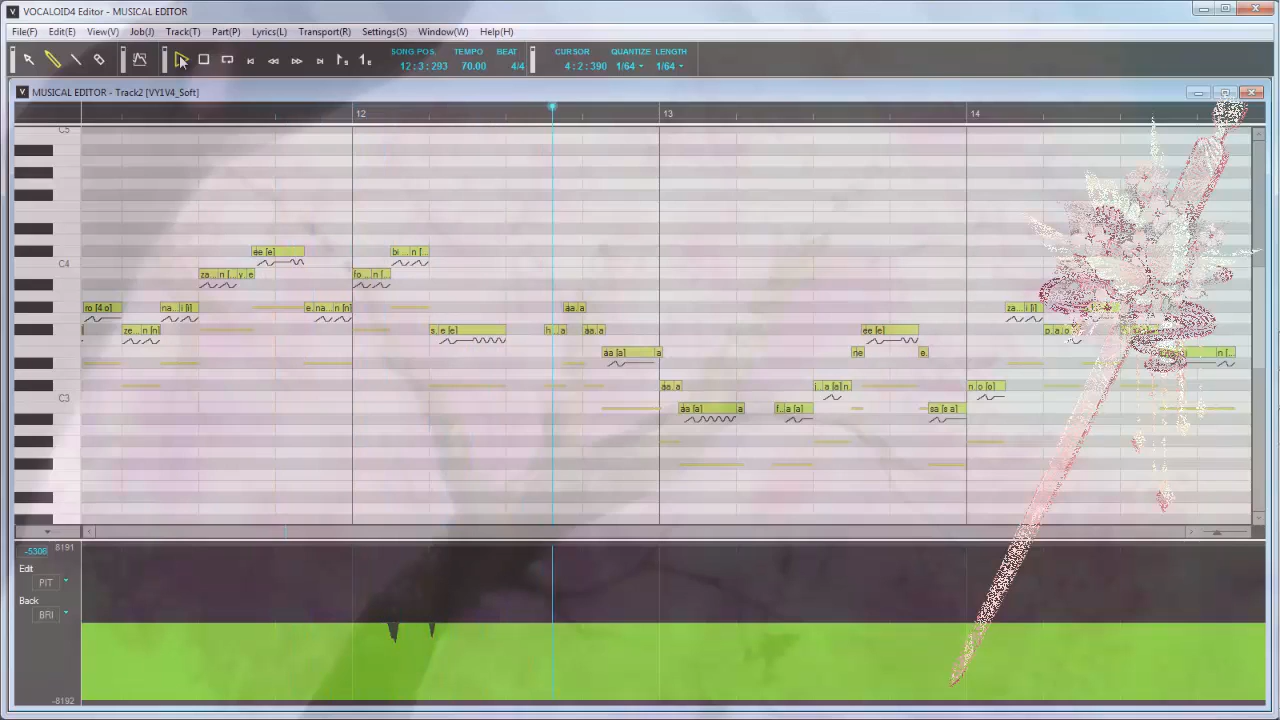 VOCALOID4 Editor - MUSICAL EDITOR
File(F) Edit(E) View(V) Job(J) Track(T) Part(P) Lyrics(L) Transport(R) Settings(S) Window(W) Help(H)
SONG POS. TEMPO BEAT CURSOR QUANTIZE LENGTH
12:3:293 70.00 4/4 4:2:390 1/64 1/64
MUSICAL EDITOR - Track2 [VY1V4_Soft]
12 13 14
C5
ee [e] bi... n [...
C4
za...n [... y e fo...n [...
ro [4 o] na...i [i] e. na... n [n] aa. a za... i [i]
ze...n [n] s. e [e] h... a aa. a ee [e] p. a. o
aa [a] a ne e. n [...
aa. a j... a [a] n. n o [o]
C3
aa [a] a f... a [a] sa [s a]
-5306 8191
Edit
PIT
Back
BRI
-8192